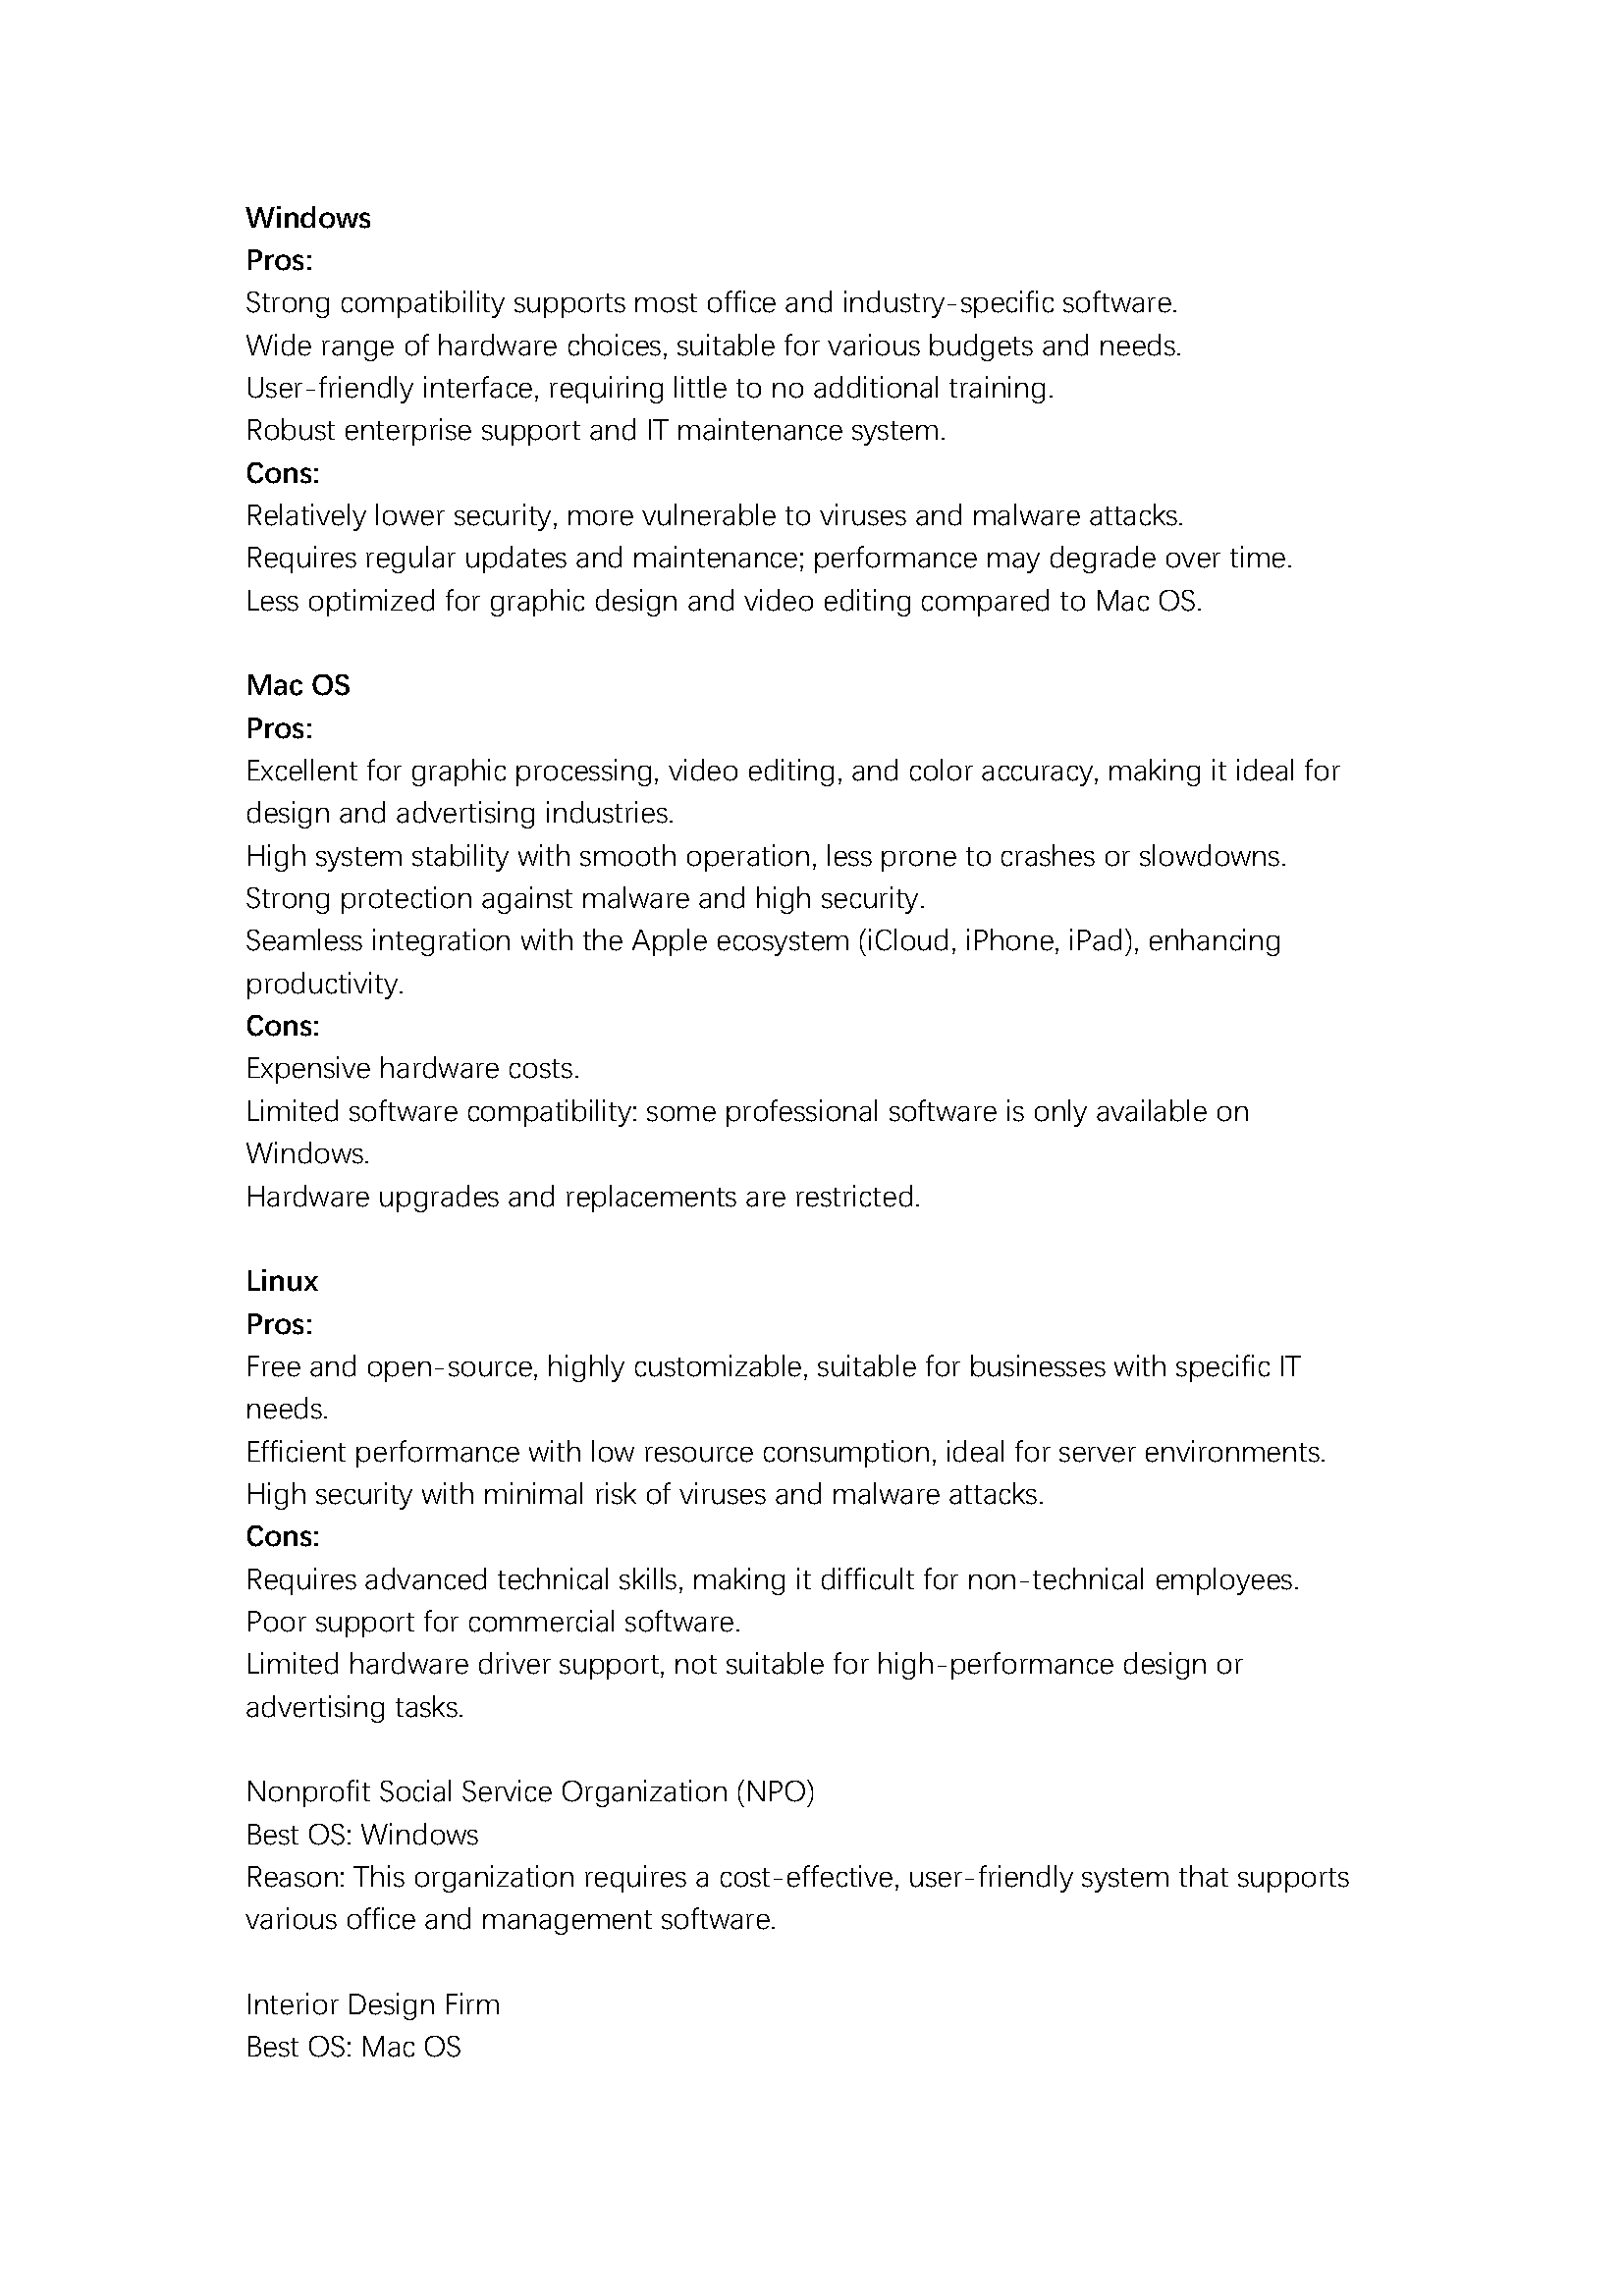 Windows
Pros:
Strong compatibility supports most office and industry-specific software.
Wide range of hardware choices, suitable for various budgets and needs.
User-friendly interface, requiring little to no additional training.
Robust enterprise support and IT maintenance system.
Cons:
Relatively lower security, more vulnerable to viruses and malware attacks.
Requires regular updates and maintenance; performance may degrade over time.
Less optimized for graphic design and video editing compared to Mac OS.
Mac OS
Pros:
Excellent for graphic processing, video editing, and color accuracy, making it ideal for
design and advertising industries.
High system stability with smooth operation, less prone to crashes or slowdowns.
Strong protection against malware and high security.
Seamless integration with the Apple ecosystem (iCloud, iPhone, iPad), enhancing
productivity.
Cons:
Expensive hardware costs.
Limited software compatibility: some professional software is only available on
Windows.
Hardware upgrades and replacements are restricted.
Linux
Pros:
Free and open-source, highly customizable, suitable for businesses with specific IT
needs.
Efficient performance with low resource consumption, ideal for server environments.
High security with minimal risk of viruses and malware attacks.
Cons:
Requires advanced technical skills, making it difficult for non-technical employees.
Poor support for commercial software.
Limited hardware driver support, not suitable for high-performance design or
advertising tasks.
Nonprofit Social Service Organization (NPO)
Best OS: Windows
Reason: This organization requires a cost-effective, user-friendly system that supports
various office and management software.
Interior Design Firm
Best OS: Mac OS